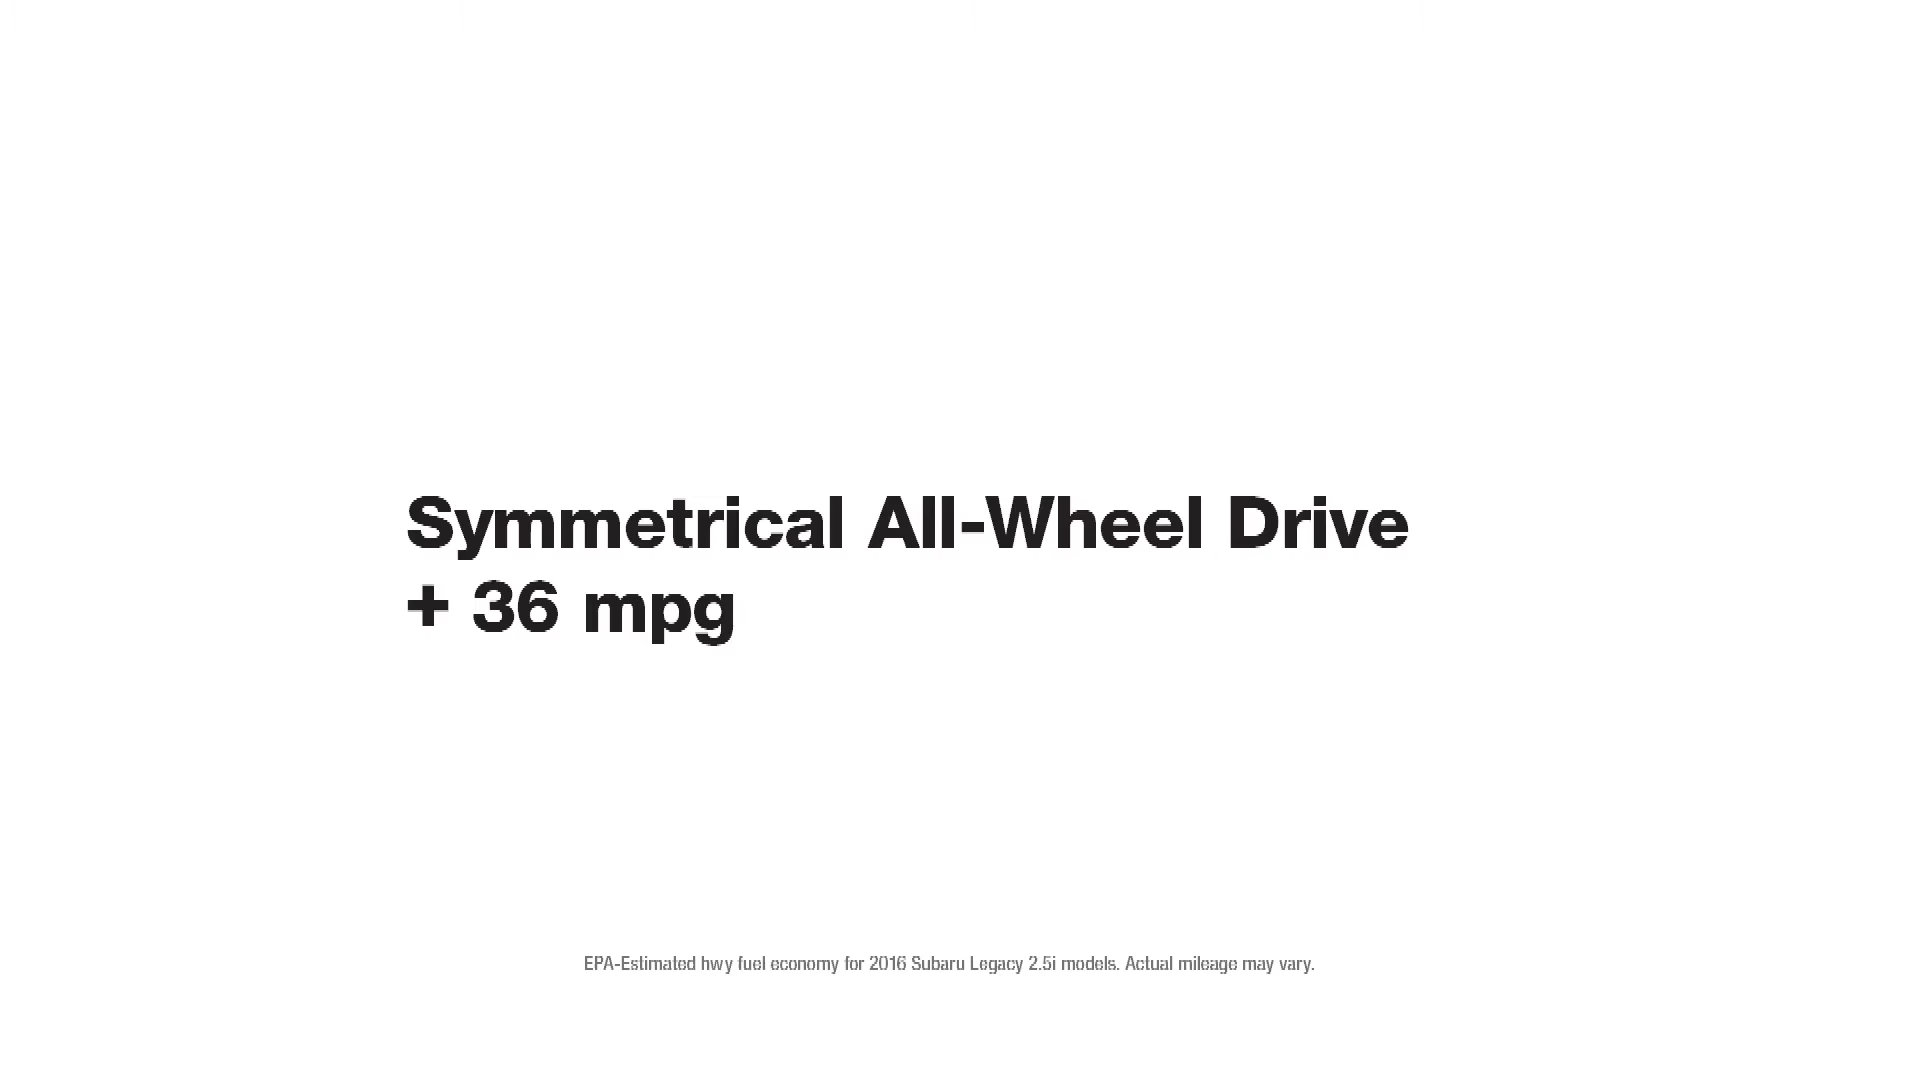 Symmetrical All-Wheel Drive
+ 36 mpg
EPA-Estimated hwy fuel economy for 2016 Subaru Legacy 2.5i models. Actual mileage may vary.